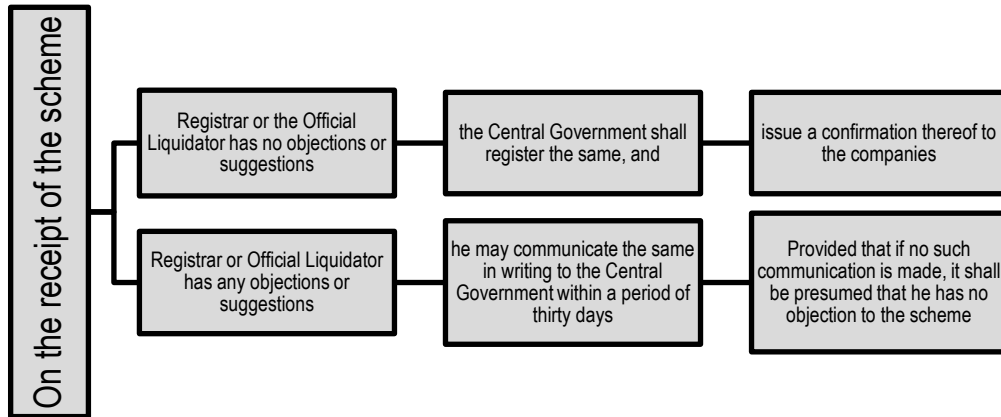 On the receipt of the scheme
Registrar or the Official
Liquidator has no objections or
suggestions
the Central Government shall
register the same, and
issue a confirmation thereof to
the companies
Registrar or Official Liquidator
has any objections or
suggestions
he may communicate the same
in writing to the Central
Government within a period of
thirty days
Provided that if no such
communication is made, it shall
be presumed that he has no
objection to the scheme